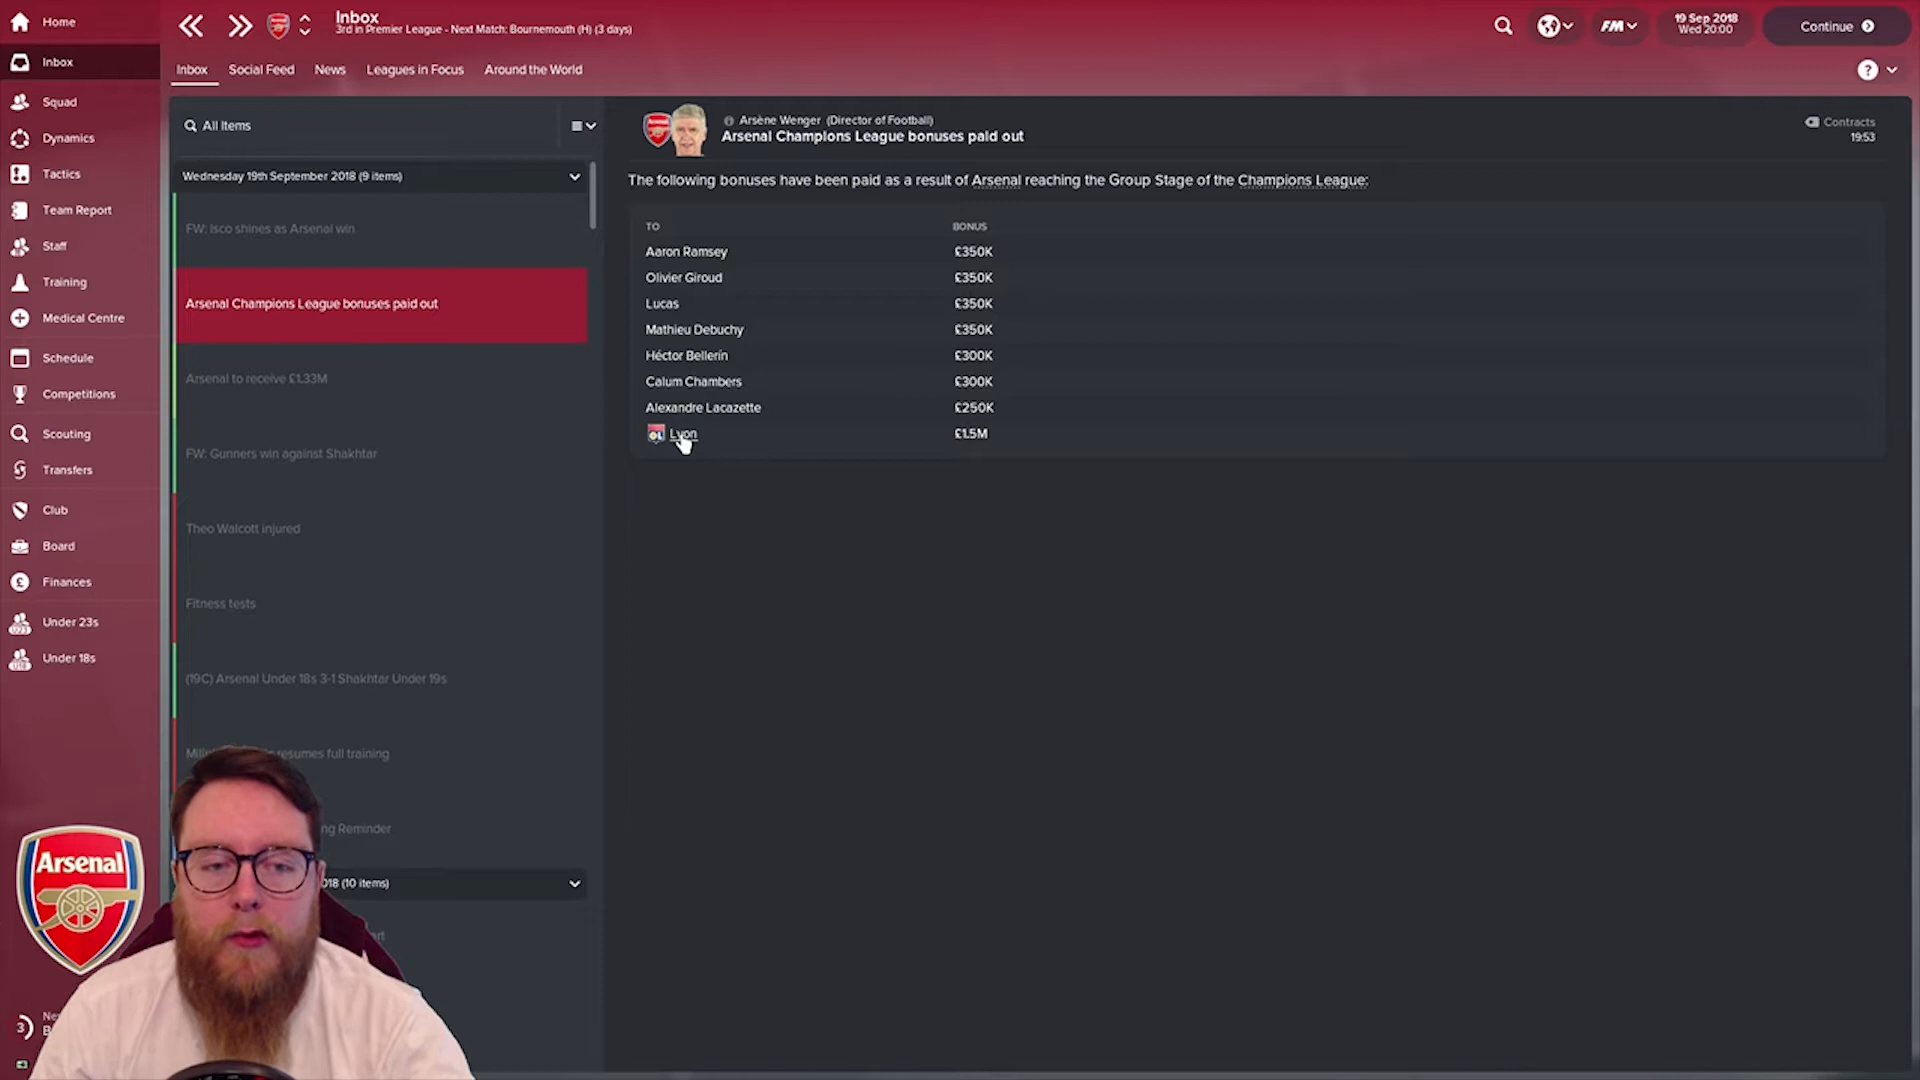 Home
Inbox
Squad
Dynamics
Tactics
Team Report
Staff
Training
Medical Centre
Schedule
Competitions
Scouting
Transfers
Club
Board
Finances
Under 23s
Under 18s
Arsenal
3
Inbox
3rd in Premier League - Next Match: Bournemouth (H) (3 days)
FM
19 Sep 2018
Wed 20:00
Continue
Inbox Social Feed News Leagues in Focus Around the World
?
All Items
Wednesday 19th September 2018 (9 items)
FW: Isco shines as Arsenal win
Arsenal Champions League bonuses paid out
Arsenal to receive £1.33M
FW: Gunners win against Shakhtar
Theo Walcott injured
Fitness tests
(19C) Arsenal Under 18s 3-1 Shakhtar Under 19s
resumes full training
Reminder
(10 items)
Arsenal
Arsène Wenger (Director of Football)
Arsenal Champions League bonuses paid out
Contracts
19:53
The following bonuses have been paid as a result of Arsenal reaching the Group Stage of the Champions League:
TO BONUS
Aaron Ramsey £350K
Olivier Giroud £350K
Lucas £350K
Mathieu Debuchy £350K
Héctor Bellerín £300K
Calum Chambers £300K
Alexandre Lacazette £250K
OL Lyon £1.5M